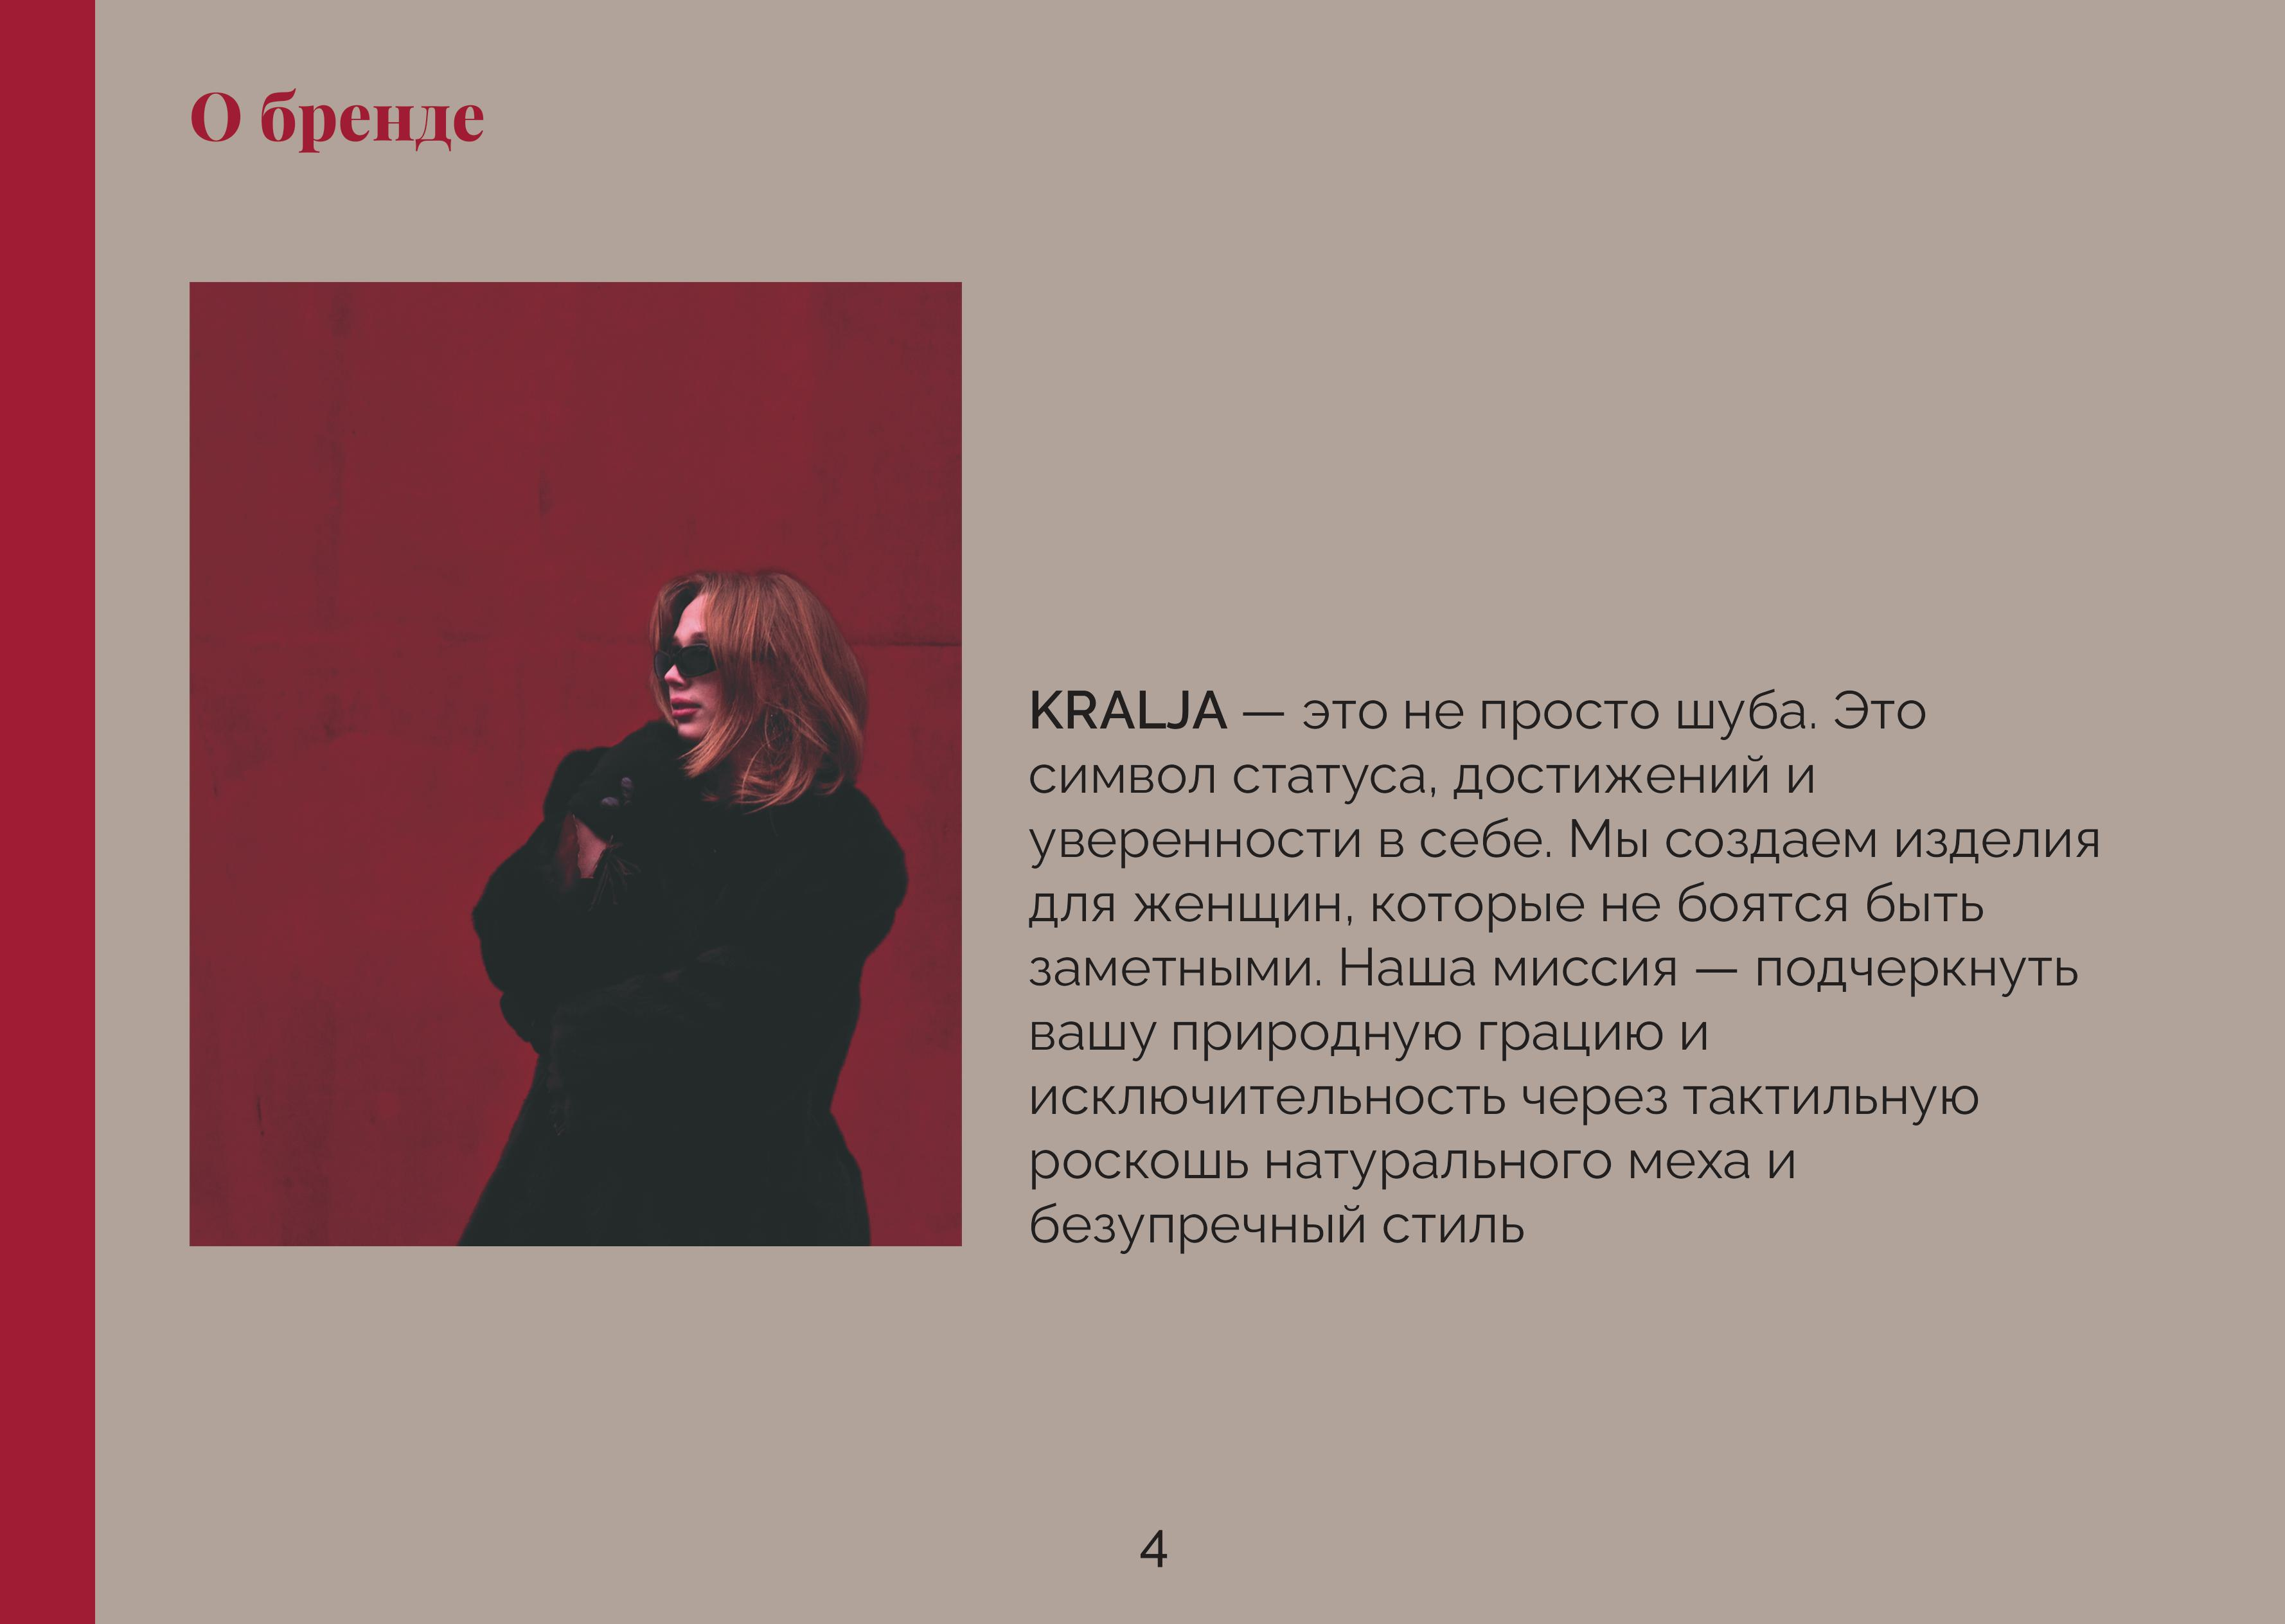 О бренде
KRALJA — это не просто шуба. Это
символ статуса, достижений и
уверенности в себе. Мы создаем изделия
для женщин, которые не боятся быть
заметными. Наша миссия — подчеркнуть
вашу природную грацию и
исключительность через тактильную
роскошь натурального меха и
безупречный стиль
4